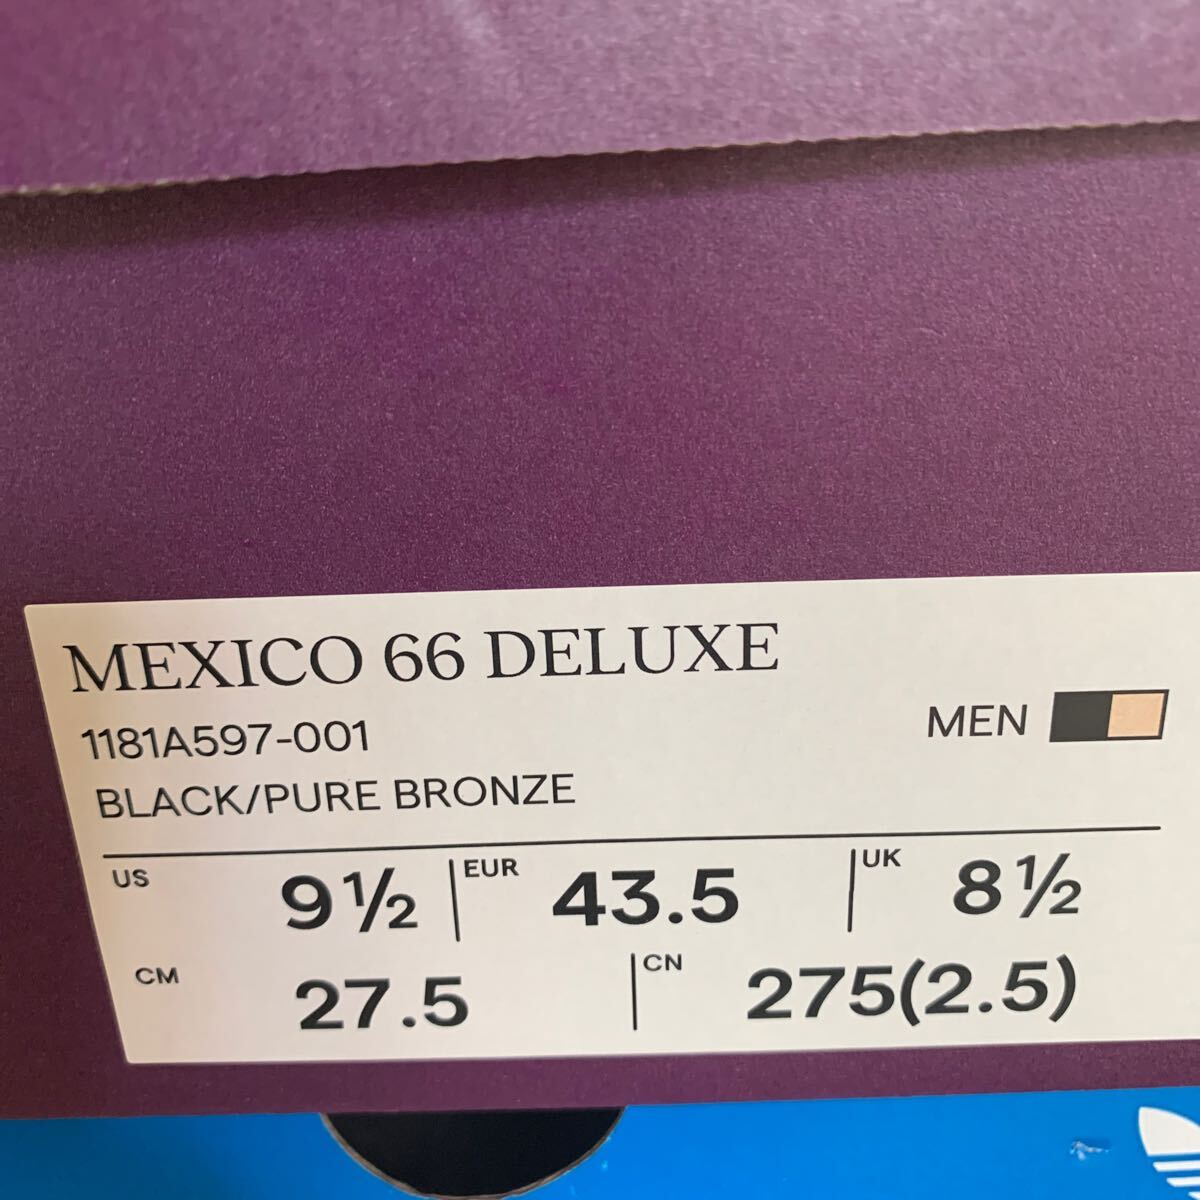 MEXICO 66 DELUXE
1181A597-001
MEN
BLACK/PURE BRONZE
US 9½ EUR 43.5 UK 8½
CM 27.5 CN 275(2.5)